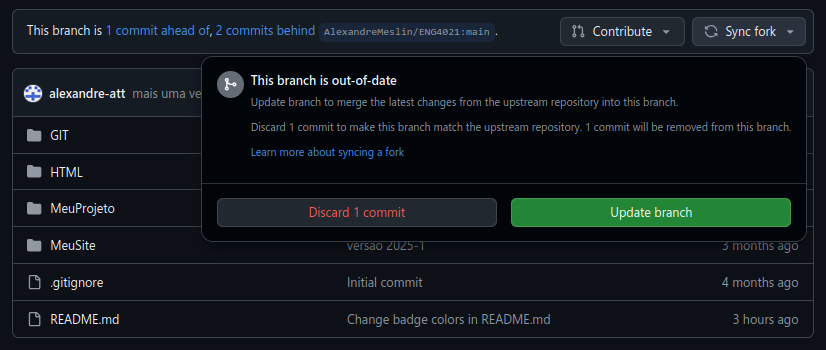 This branch is 1 commit ahead of, 2 commits behind AlexandreMeslin/ENG4021:main.
Contribute
Sync fork
This branch is out-of-date
Update branch to merge the latest changes from the upstream repository into this branch.
Discard 1 commit to make this branch match the upstream repository. 1 commit will be removed from this branch.
Learn more about syncing a fork
Discard 1 commit
Update branch
alexandre-att mais uma ve
GIT
HTML
MeuProjeto
MeuSite versão 2025-1 3 months ago
.gitignore Initial commit 4 months ago
README.md Change badge colors in README.md 3 hours ago